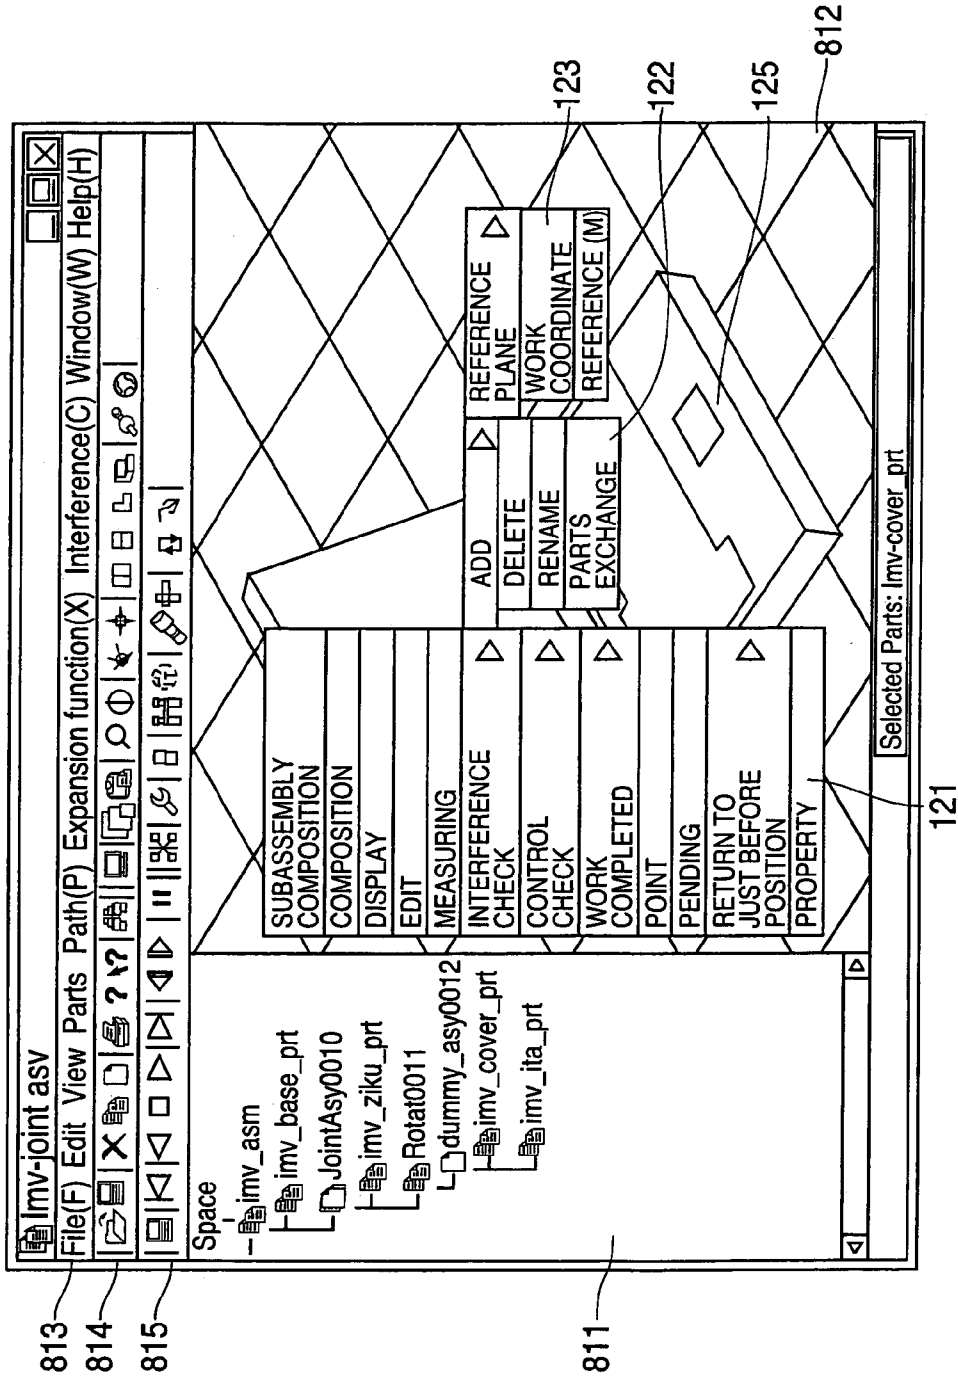 Imv-joint asv
File(F) Edit View Parts Path(P) Expansion function(X) Interference(C) Window(W) Help(H)
Space
imv_asm
imv_base_prt
JointAsy0010
imv_ziku_prt
Rotat0011
dummy_asy0012
imv_cover_prt
imv_ita_prt
SUBASSEMBLY
COMPOSITION
COMPOSITION
DISPLAY
EDIT
MEASURING
INTERFERENCE
CHECK
CONTROL
CHECK
WORK
COMPLETED
POINT
PENDING
RETURN TO
JUST BEFORE
POSITION
PROPERTY
ADD
DELETE
RENAME
PARTS
EXCHANGE
REFERENCE
PLANE
WORK
COORDINATE
REFERENCE (M)
Selected Parts: Imv-cover_prt
813
814
815
811
121
123
122
125
812